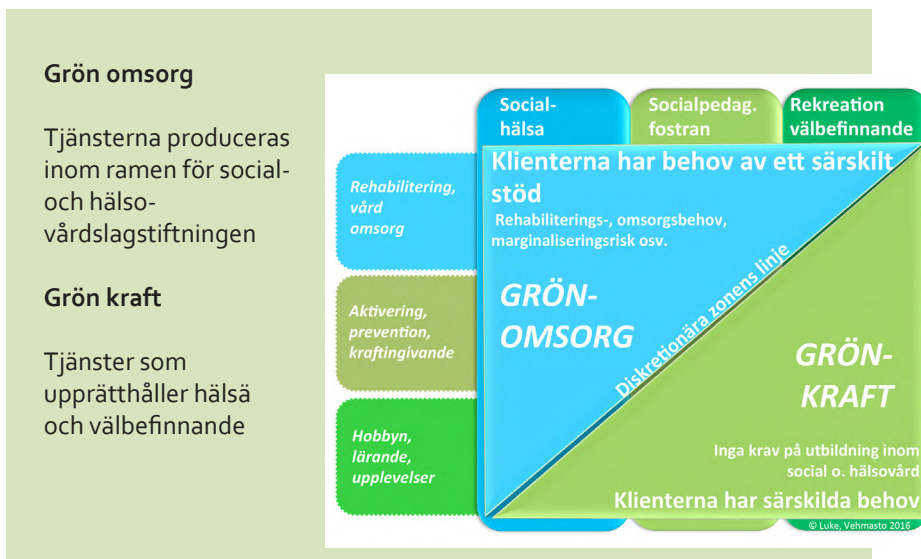 Grön omsorg
Tjänsterna produceras
inom ramen för social-
och hälso-
vårdslagstiftningen
Grön kraft
Tjänster som
upprätthåller hälsä
och välbefinnande
Social-
hälsa
Socialpedag.
fostran
Rekreation
välbefinnande
Rehabilitering,
vård
omsorg
Aktivering,
prevention,
kraftingivande
Hobbyn,
lärande,
upplevelser
Klienterna har behov av ett särskilt
stöd
Rehabiliterings-, omsorgsbehov,
marginaliseringsrisk osv.
GRÖN-
OMSORG
Diskretionära zonens linje
GRÖN-
KRAFT
Inga krav på utbildning inom
social o. hälsovård
Klienterna har särskilda behov
© Luke, Vehmasto 2016